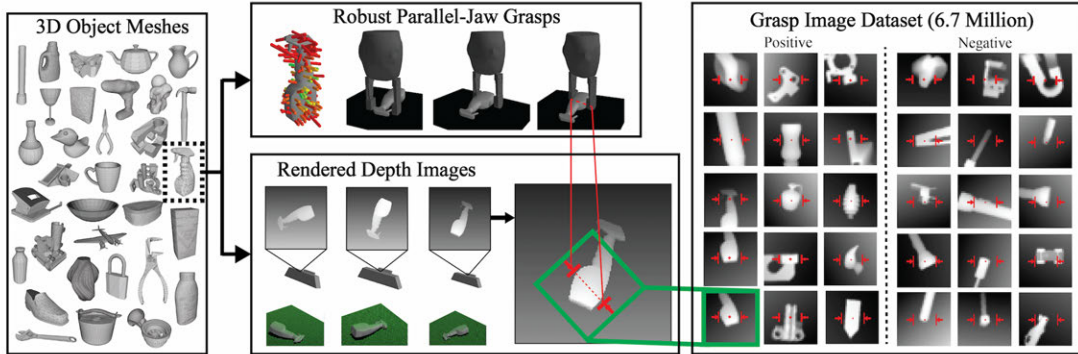 3D Object Meshes
Robust Parallel-Jaw Grasps
Rendered Depth Images
Grasp Image Dataset (6.7 Million)
Positive
Negative